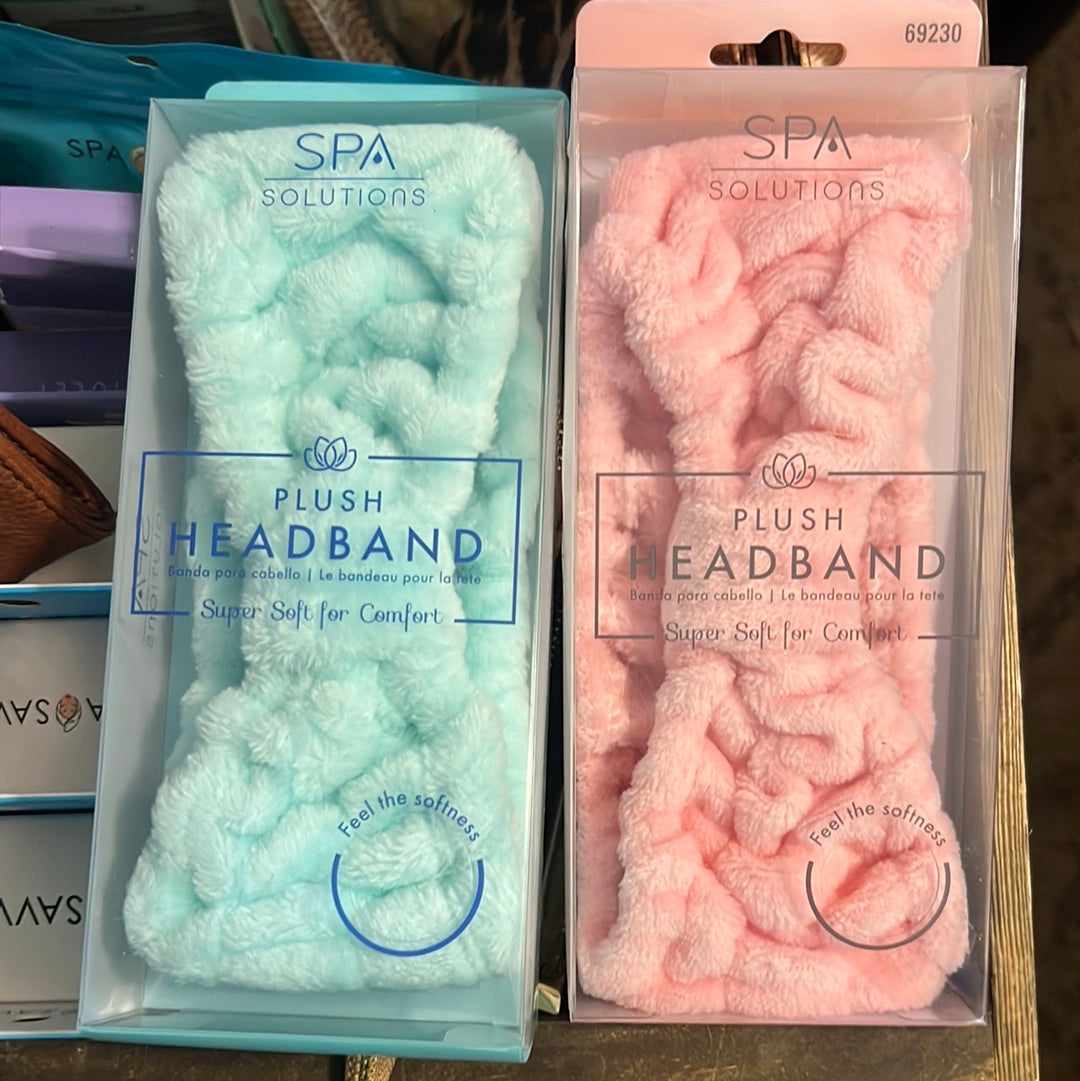 SPA
SOLUTIONS
PLUSH
HEADBAND
Banda para cabello | Le bandeau pour la tete
Super Soft for Comfort
Feel the softness
69230
SPA
SOLUTIONS
PLUSH
HEADBAND
Banda para cabello | Le bandeau pour la tete
Super Soft for Comfort
Feel the softness
SPA